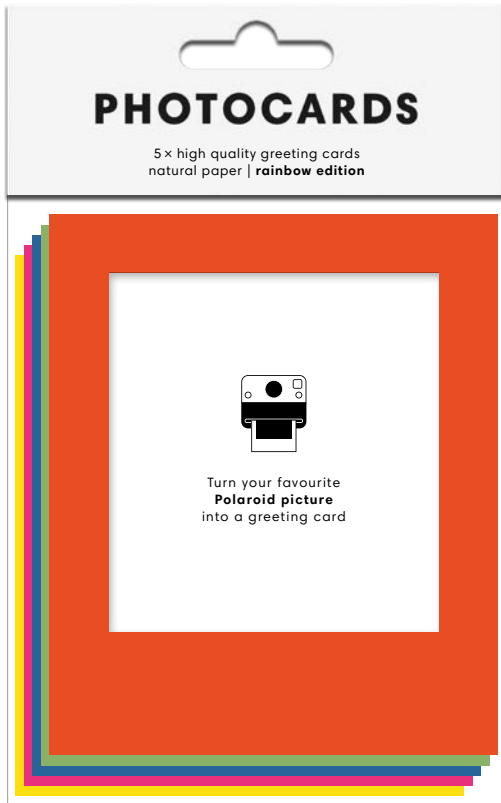 PHOTOCARDS
5× high quality greeting cards
natural paper | rainbow edition
Turn your favourite
Polaroid picture
into a greeting card